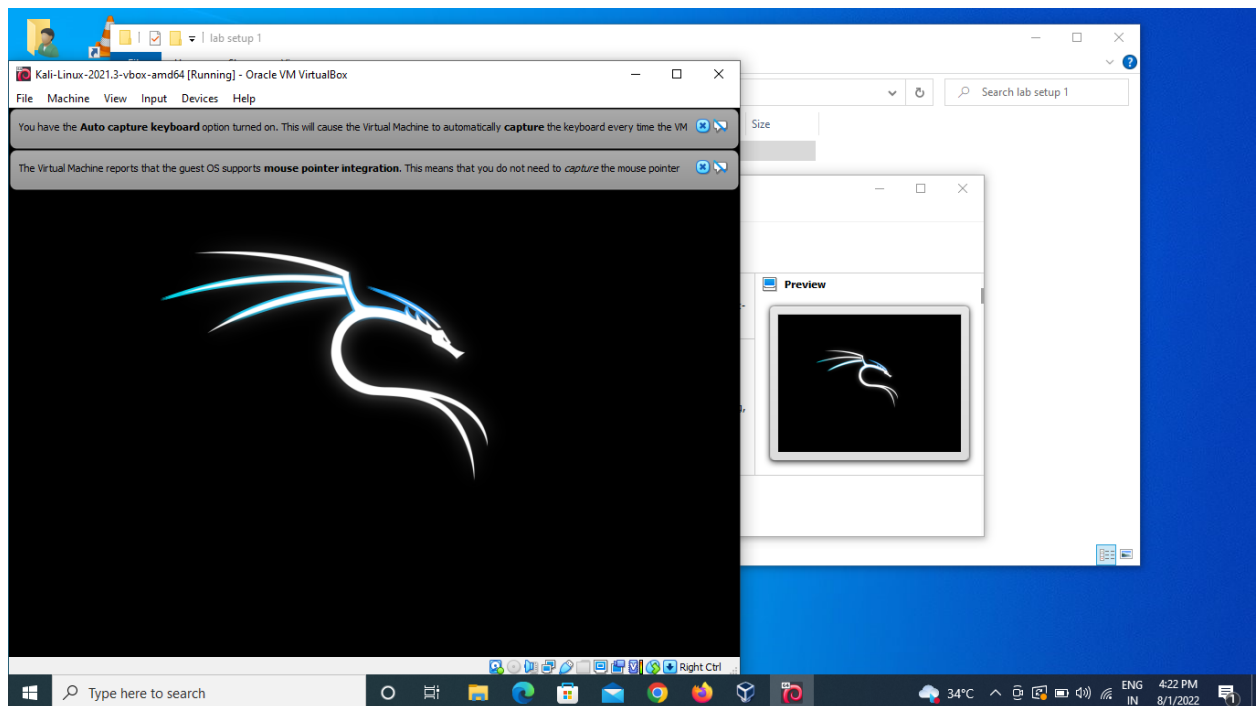 lab setup 1
Kali-Linux-2021.3-vbox-amd64 [Running] - Oracle VM VirtualBox
File Machine View Input Devices Help
Search lab setup 1
You have the Auto capture keyboard option turned on. This will cause the Virtual Machine to automatically capture the keyboard every time the VM
Size
The Virtual Machine reports that the guest OS supports mouse pointer integration. This means that you do not need to capture the mouse pointer
Preview
Right Ctrl
Type here to search
34°C
ENG
IN
4:22 PM
8/1/2022
1